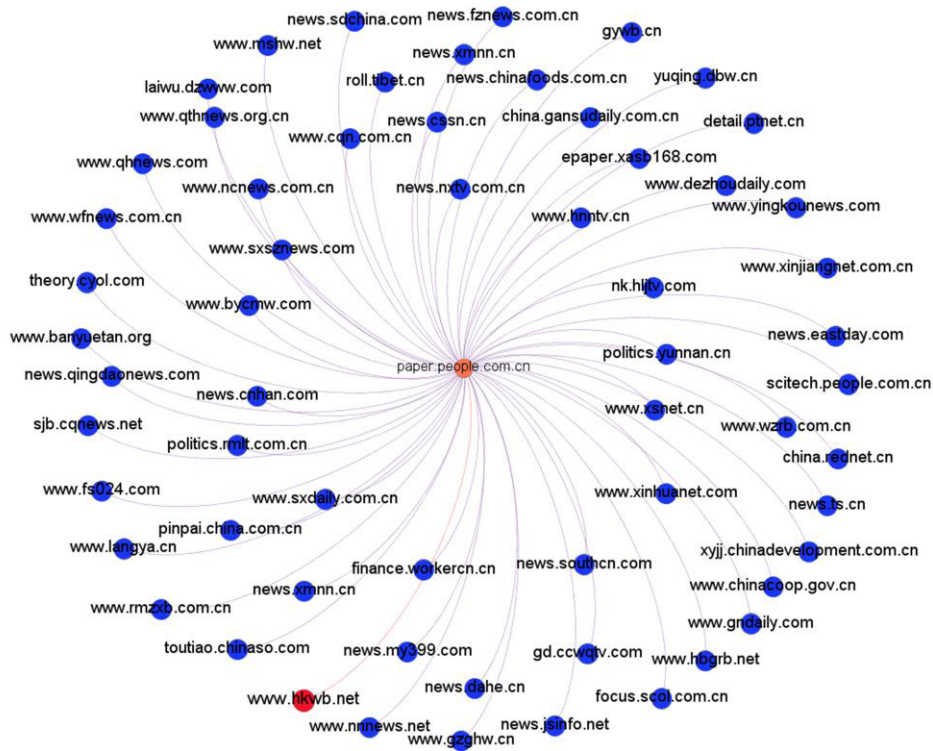 news.sdchina.com
news.fznews.com.cn
gywb.cn
www.mshw.net
news.xmnn.cn
roll.tibet.cn
news.chinafoods.com.cn
yuqing.dbw.cn
laiwu.dzwww.com
www.qthnews.org.cn
news.cssn.cn
china.gansudaily.com.cn
detail.ptnet.cn
www.cqn.com.cn
epaper.xasb168.com
www.qhnews.com
www.ncnews.com.cn
news.nxtv.com.cn
www.dezhoudaily.com
www.yingkounews.com
www.wfnews.com.cn
www.hnntv.cn
www.sxsznews.com
www.xinjiangnet.com.cn
theory.cyol.com
nk.hljtv.com
www.bycmw.com
www.banyuetan.org
news.eastday.com
politics.yunnan.cn
paper.people.com.cn
news.qingdaonews.com
scitech.people.com.cn
news.cnhan.com
www.xsnet.cn
sjb.cqnews.net
www.wzrb.com.cn
politics.rmlt.com.cn
china.rednet.cn
www.fs024.com
www.sxdaily.com.cn
www.xinhuanet.com
news.ts.cn
pinpai.china.com.cn
www.langya.cn
xyjj.chinadevelopment.com.cn
finance.workercn.cn
news.southcn.com
www.chinacoop.gov.cn
news.xmnn.cn
www.rmzxb.com.cn
www.gndaily.com
toutiao.chinaso.com
news.my399.com
gd.ccwqtv.com
www.hbgrb.net
www.hkwb.net
news.dahe.cn
focus.scol.com.cn
www.nnnews.net
news.jsinfo.net
www.gzghw.cn